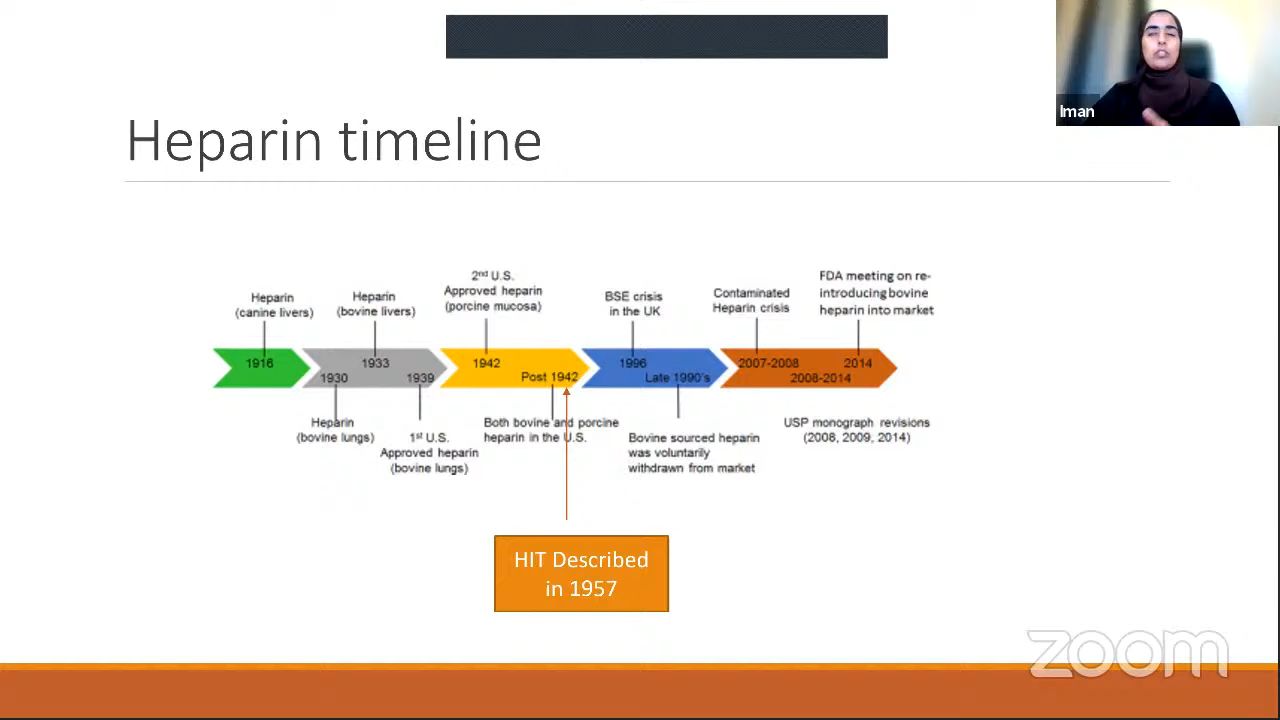 Iman
Heparin timeline
2nd U.S.
Approved heparin
(porcine mucosa)
FDA meeting on re-
introducing bovine
heparin into market
Heparin
(canine livers)
Heparin
(bovine livers)
BSE crisis
in the UK
Contaminated
Heparin crisis
1916
1933
1942
1996
2007-2008
2014
1930
1939
Post 1942
Late 1990's
2008-2014
Heparin
(bovine lungs)
1st U.S.
Approved heparin
(bovine lungs)
Both bovine and porcine
heparin in the U.S.
Bovine sourced heparin
was voluntarily
withdrawn from market
USP monograph revisions
(2008, 2009, 2014)
HIT Described
in 1957
zoom